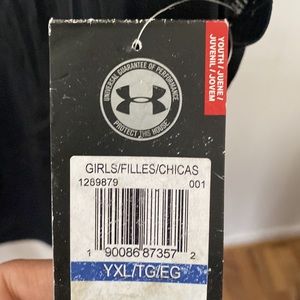 UNIVERSAL GUARANTEE OF PERFORMANCE
PROTECT THIS HOUSE.
YOUTH / JEUNE /
JUVENIL / JOVEM
GIRLS/FILLES/CHICAS
1289879 001
1 90086 87357 2
YXL/TG/EG